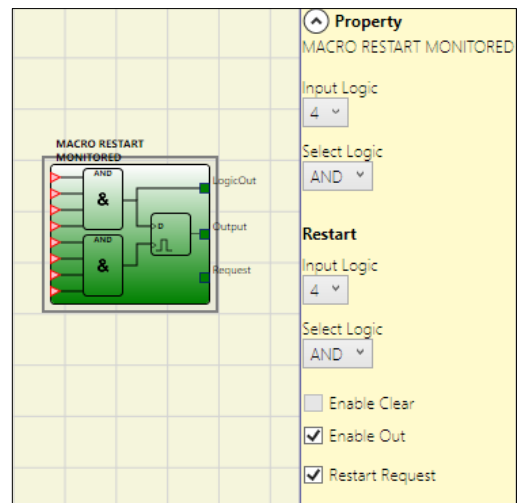 Property
MACRO RESTART MONITORED
Input Logic
4
Select Logic
AND
Restart
Input Logic
4
Select Logic
AND
Enable Clear
Enable Out
Restart Request
MACRO RESTART
MONITORED
AND
&
LogicOut
D
Output
AND
&
Request